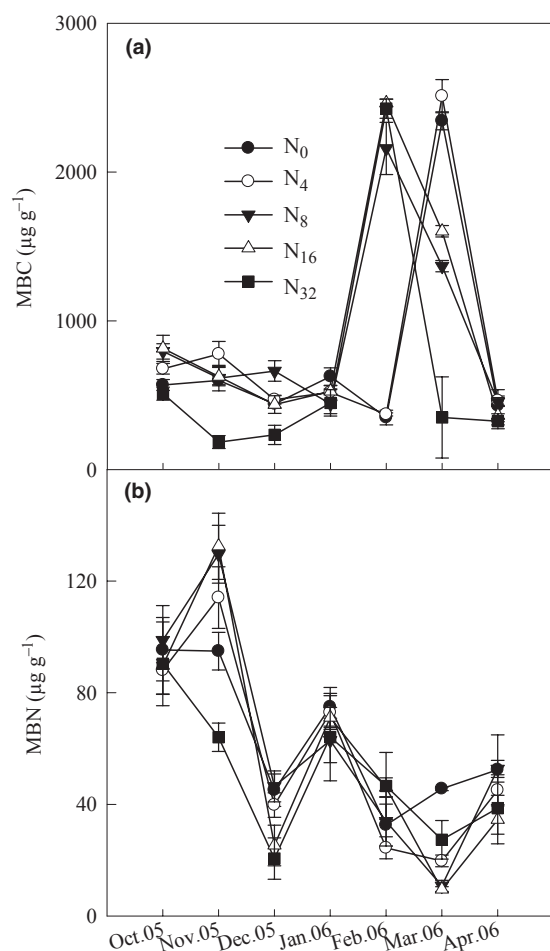 3000
(a)
N₀
N₄
2000
N₈
N₁₆
N₃₂
MBC (µg g⁻¹)
1000
0
(b)
120
80
MBN (µg g⁻¹)
40
0
Oct.05 Nov.05 Dec.05 Jan.06 Feb.06 Mar.06 Apr.06